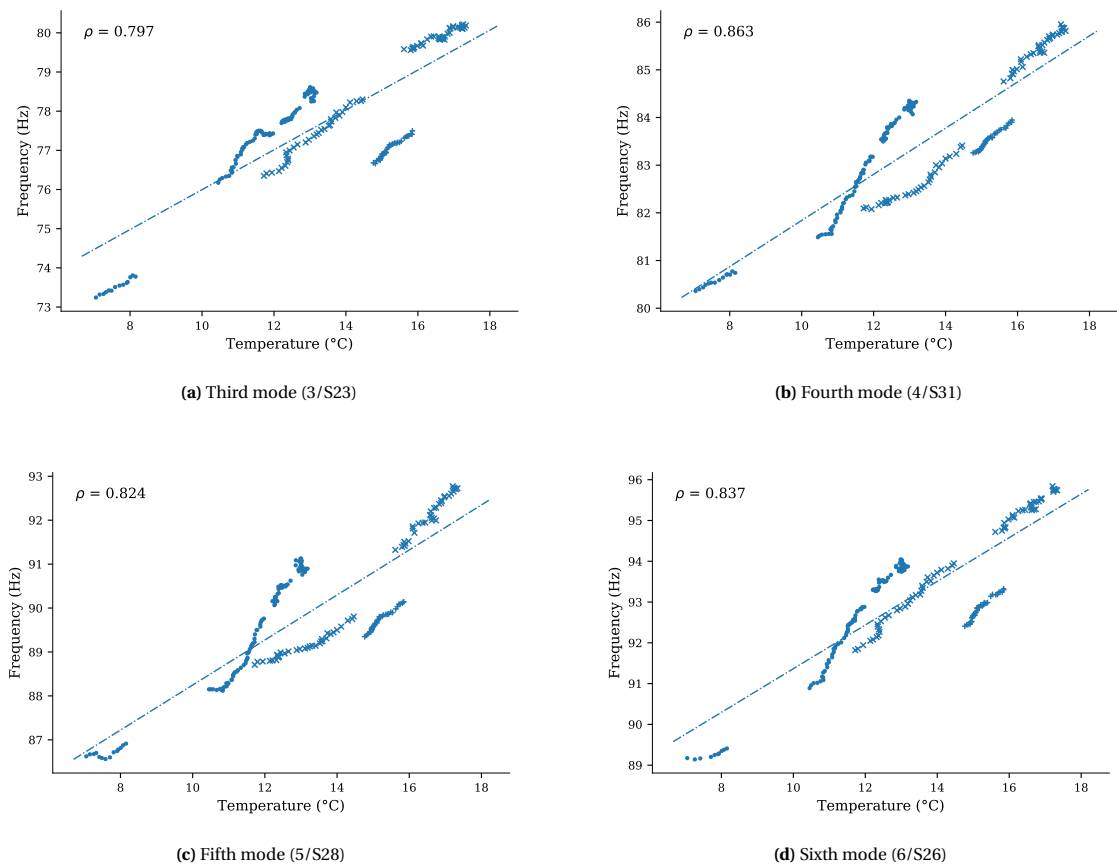 ρ = 0.797
80
79
78
77
76
75
74
73
Frequency (Hz)
8 10 12 14 16 18
Temperature (°C)
(a) Third mode (3/S23)
ρ = 0.863
86
85
84
83
82
81
80
Frequency (Hz)
8 10 12 14 16 18
Temperature (°C)
(b) Fourth mode (4/S31)
ρ = 0.824
93
92
91
90
89
88
87
Frequency (Hz)
8 10 12 14 16 18
Temperature (°C)
(c) Fifth mode (5/S28)
ρ = 0.837
96
95
94
93
92
91
90
89
Frequency (Hz)
8 10 12 14 16 18
Temperature (°C)
(d) Sixth mode (6/S26)